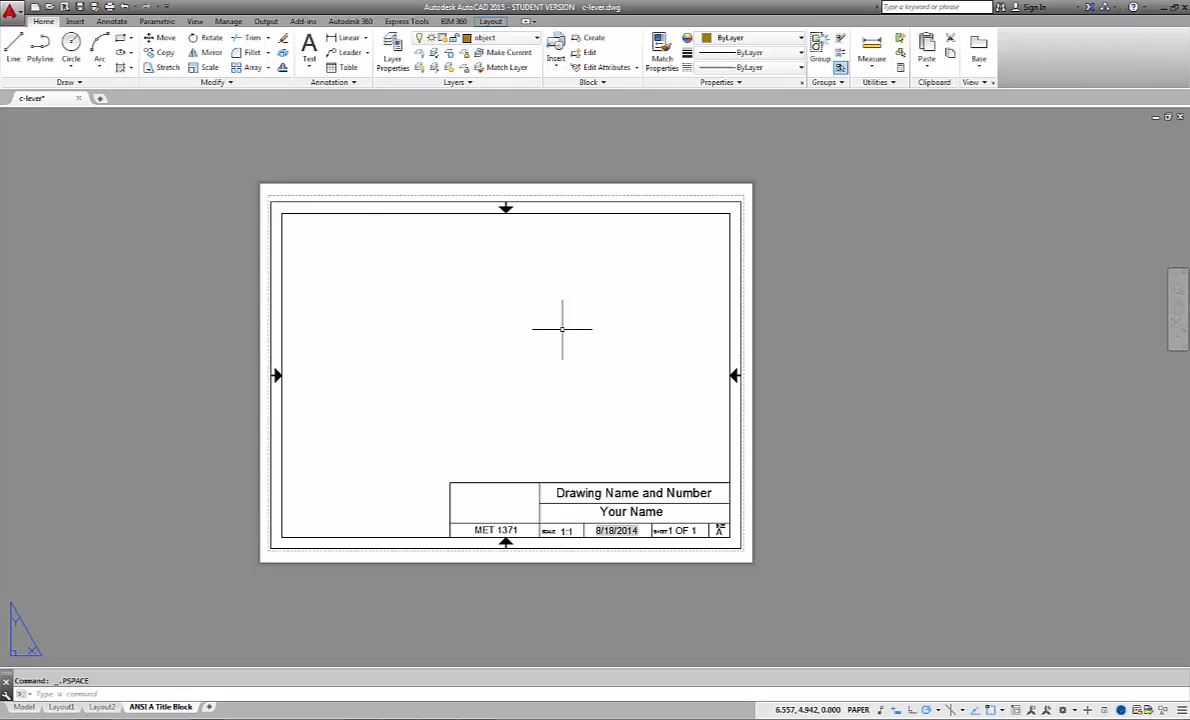 Autodesk AutoCAD 2015 - STUDENT VERSION c-lever.dwg
Type a keyword or phrase
Sign In
Home Insert Annotate Parametric View Manage Output Add-ins Autodesk 360 Express Tools BIM 360 Layout
Line Polyline Circle Arc
Move Rotate Trim
Copy Mirror Fillet
Stretch Scale Array
Text
Linear
Leader
Table
Layer Properties
object
Make Current
Match Layer
Insert
Create
Edit
Edit Attributes
Match Properties
ByLayer
ByLayer
ByLayer
Group
Measure
Paste
Base
Draw Modify Annotation Layers Block Properties Groups Utilities Clipboard View
c-lever*
Drawing Name and Number
Your Name
MET 1371 SCALE 1:1 8/18/2014 SHEET 1 OF 1 A
Y
X
Command: _.PSPACE
Type a command
Model Layout1 Layout2 ANSI A Title Block
6.557, 4.942, 0.000 PAPER